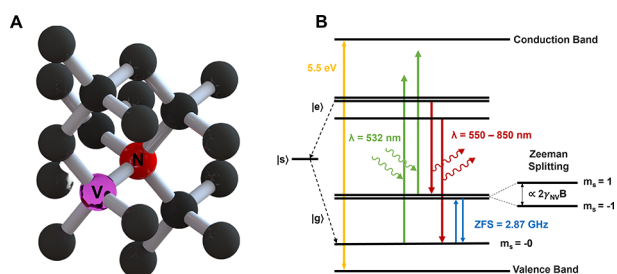 A
B
N
V
Conduction Band
5.5 eV
|e⟩
λ = 532 nm
λ = 550 – 850 nm
|s⟩
Zeeman
Splitting
m_s = 1
∝ 2γ_NV B
m_s = -1
|g⟩
ZFS = 2.87 GHz
m_s = -0
Valence Band